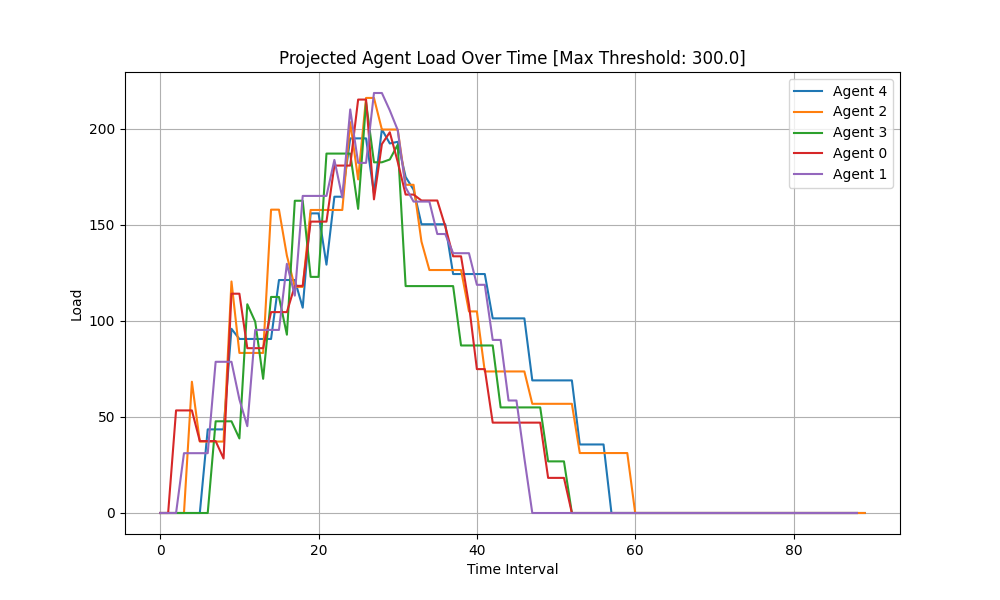 Projected Agent Load Over Time [Max Threshold: 300.0]
Agent 4
Agent 2
Agent 3
Agent 0
Agent 1
200
150
100
50
0
Load
0 20 40 60 80
Time Interval